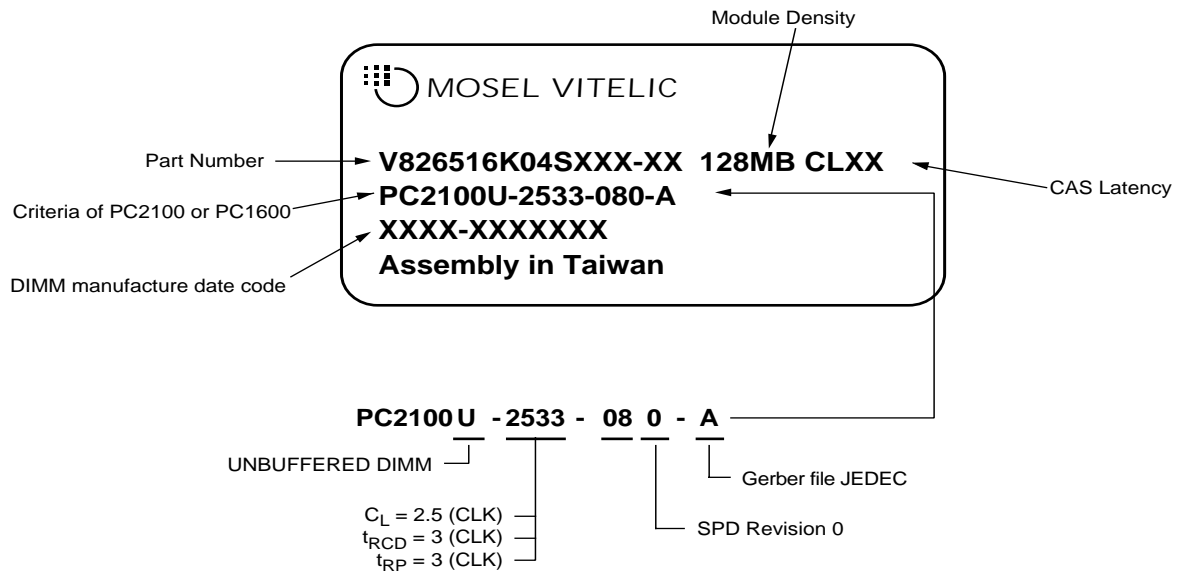 Module Density
MOSEL VITELIC
Part Number
V826516K04SXXX-XX 128MB CLXX
CAS Latency
Criteria of PC2100 or PC1600
PC2100U-2533-080-A
XXXX-XXXXXXX
DIMM manufacture date code
Assembly in Taiwan
PC2100 U - 2533 - 08 0 - A
UNBUFFERED DIMM
Gerber file JEDEC
CL = 2.5 (CLK)
tRCD = 3 (CLK)
tRP = 3 (CLK)
SPD Revision 0